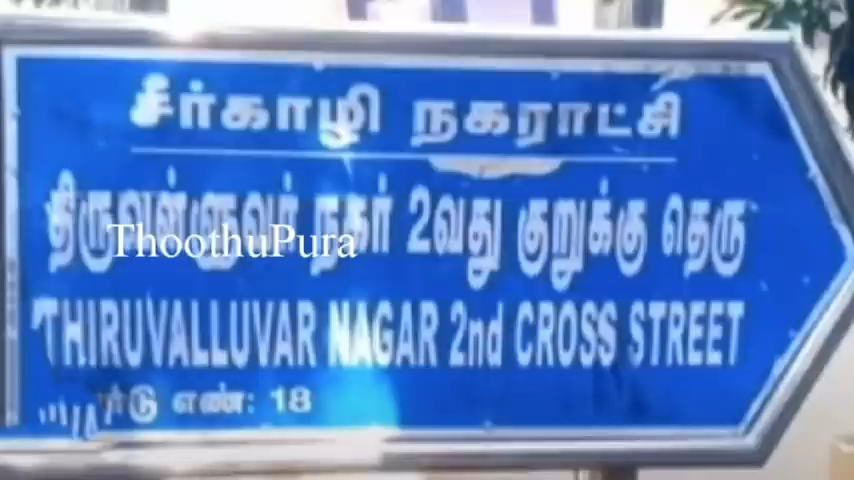 சீர்காழி நகராட்சி
திருவள்ளுவர் நகர் 2வது குறுக்கு தெரு
ThoothuPura
THIRUVALLUVAR NAGAR 2nd CROSS STREET
எண்: 18